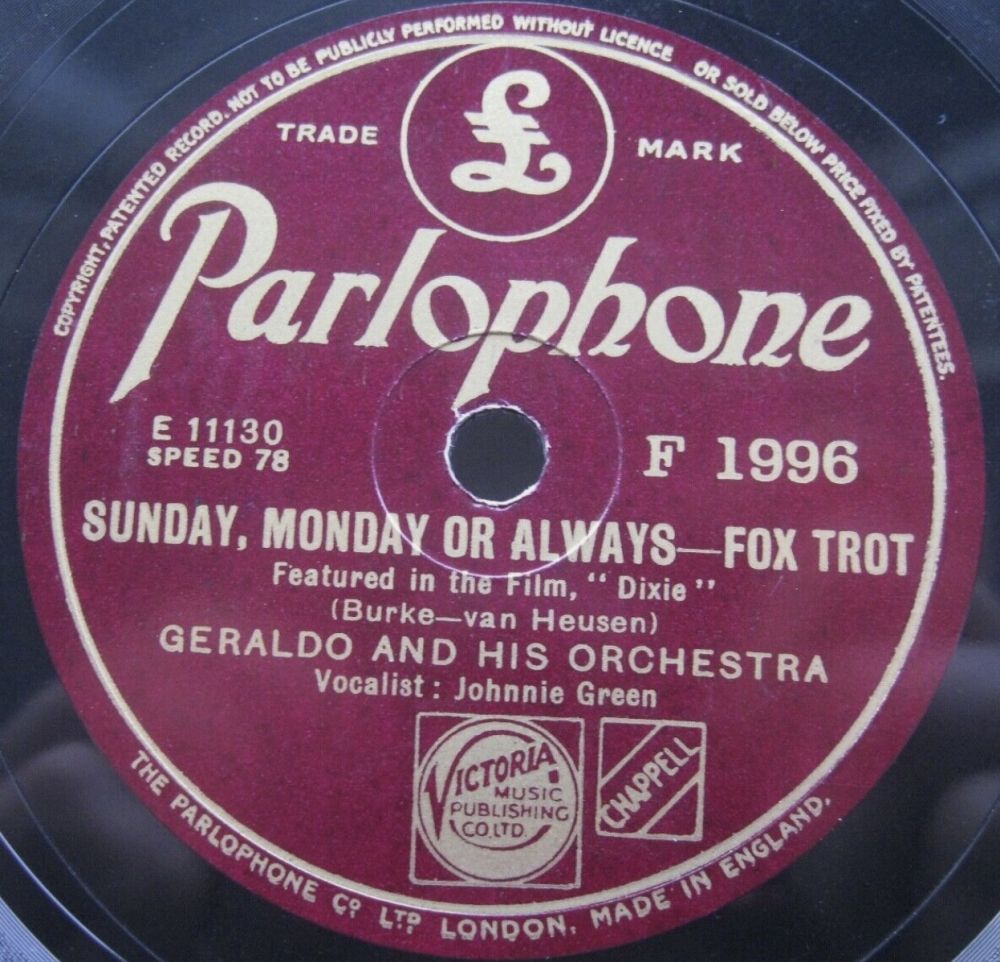 COPYRIGHT, PATENTED RECORD. NOT TO BE PUBLICLY PERFORMED WITHOUT LICENCE OR SOLD BELOW PRICE FIXED BY PATENTEES.
TRADE £ MARK
Parlophone
E 11130
SPEED 78
F 1996
SUNDAY, MONDAY OR ALWAYS—FOX TROT
Featured in the Film, "Dixie"
(Burke—van Heusen)
GERALDO AND HIS ORCHESTRA
Vocalist: Johnnie Green
VICTORIA
MUSIC
PUBLISHING
CO. LTD.
CHAPPELL
THE PARLOPHONE CO. LTD. LONDON, MADE IN ENGLAND.